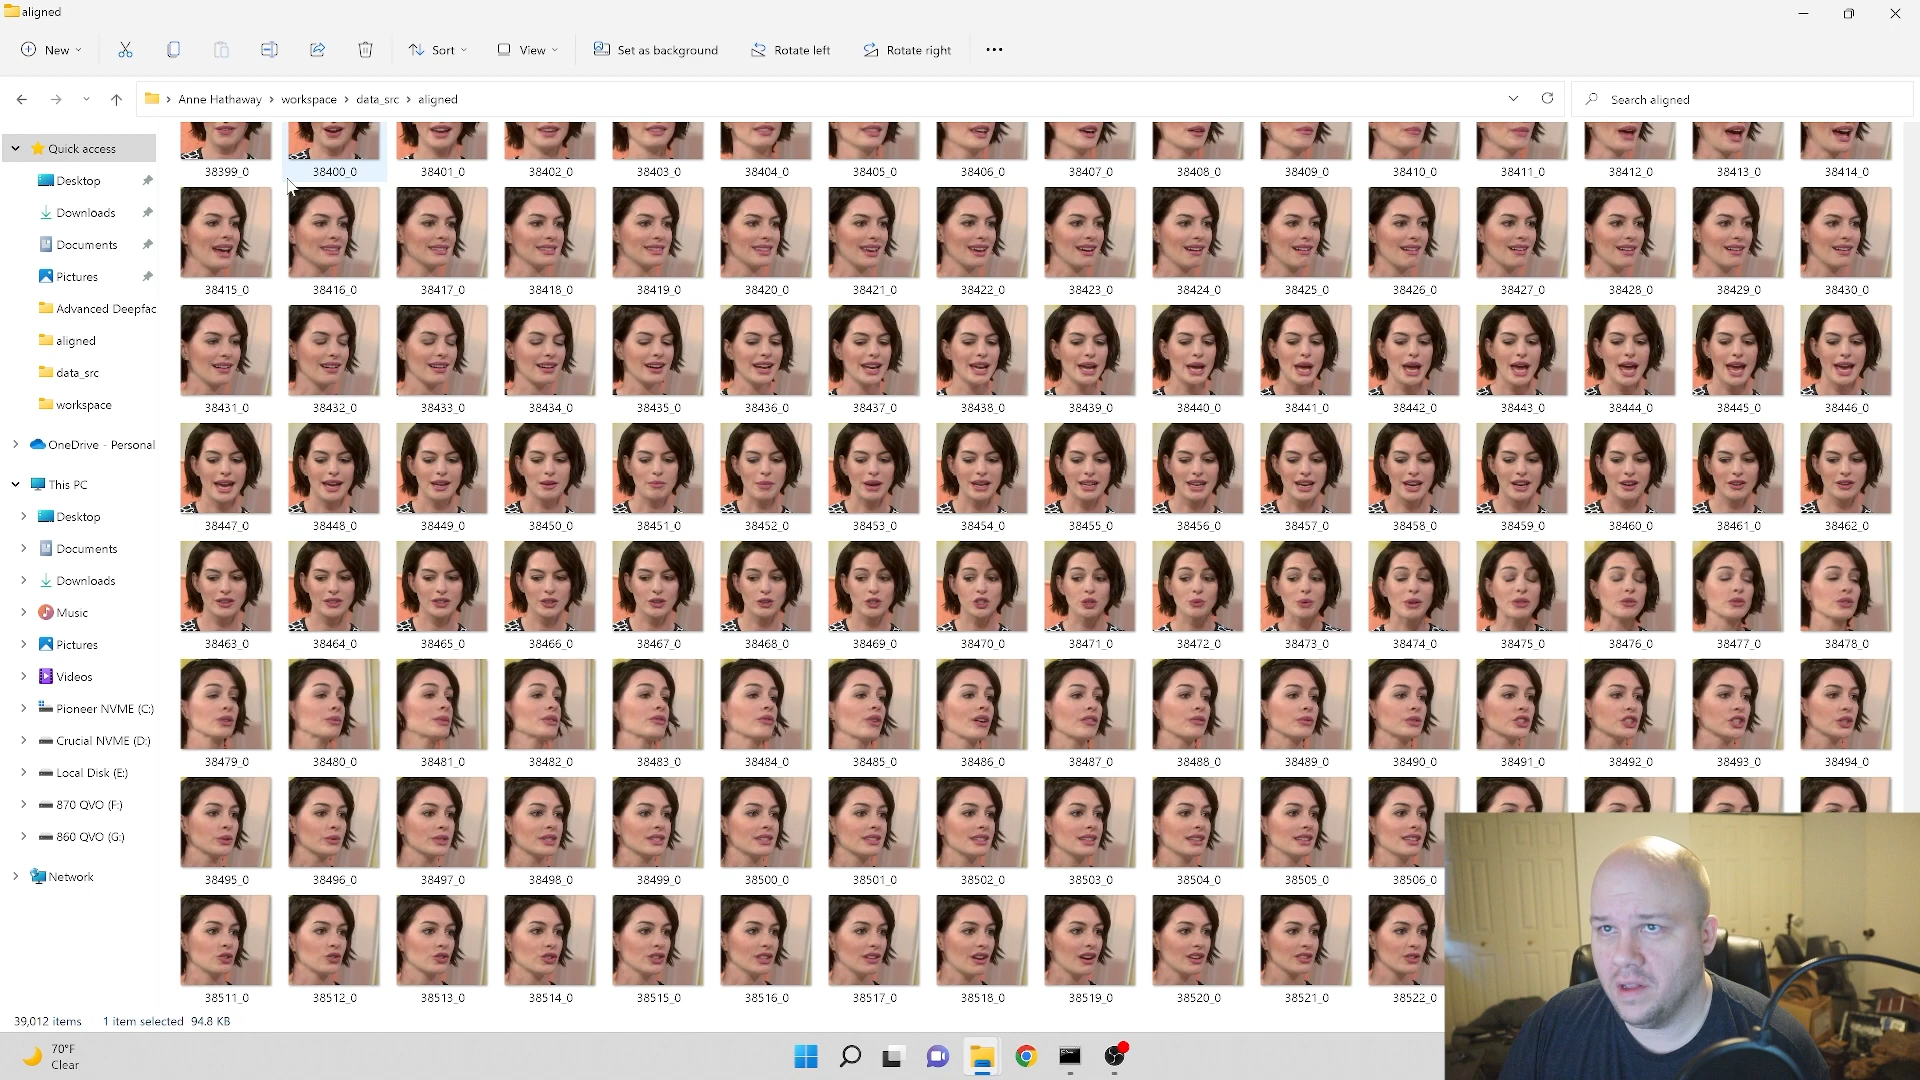 aligned
New
Sort
View
Set as background
Rotate left
Rotate right
Anne Hathaway > workspace > data_src > aligned
Search aligned
Quick access
Desktop
Downloads
Documents
Pictures
Advanced Deepfac
aligned
data_src
workspace
OneDrive - Personal
This PC
Desktop
Documents
Downloads
Music
Pictures
Videos
Pioneer NVME (C:)
Crucial NVME (D:)
Local Disk (E:)
870 QVO (F:)
860 QVO (G:)
Network
38399_0 38400_0 38401_0 38402_0 38403_0 38404_0 38405_0 38406_0 38407_0 38408_0 38409_0 38410_0 38411_0 38412_0 38413_0 38414_0
38415_0 38416_0 38417_0 38418_0 38419_0 38420_0 38421_0 38422_0 38423_0 38424_0 38425_0 38426_0 38427_0 38428_0 38429_0 38430_0
38431_0 38432_0 38433_0 38434_0 38435_0 38436_0 38437_0 38438_0 38439_0 38440_0 38441_0 38442_0 38443_0 38444_0 38445_0 38446_0
38447_0 38448_0 38449_0 38450_0 38451_0 38452_0 38453_0 38454_0 38455_0 38456_0 38457_0 38458_0 38459_0 38460_0 38461_0 38462_0
38463_0 38464_0 38465_0 38466_0 38467_0 38468_0 38469_0 38470_0 38471_0 38472_0 38473_0 38474_0 38475_0 38476_0 38477_0 38478_0
38479_0 38480_0 38481_0 38482_0 38483_0 38484_0 38485_0 38486_0 38487_0 38488_0 38489_0 38490_0 38491_0 38492_0 38493_0 38494_0
38495_0 38496_0 38497_0 38498_0 38499_0 38500_0 38501_0 38502_0 38503_0 38504_0 38505_0 38506_0
38511_0 38512_0 38513_0 38514_0 38515_0 38516_0 38517_0 38518_0 38519_0 38520_0 38521_0 38522_0
39,012 items 1 item selected 94.8 KB
70°F
Clear